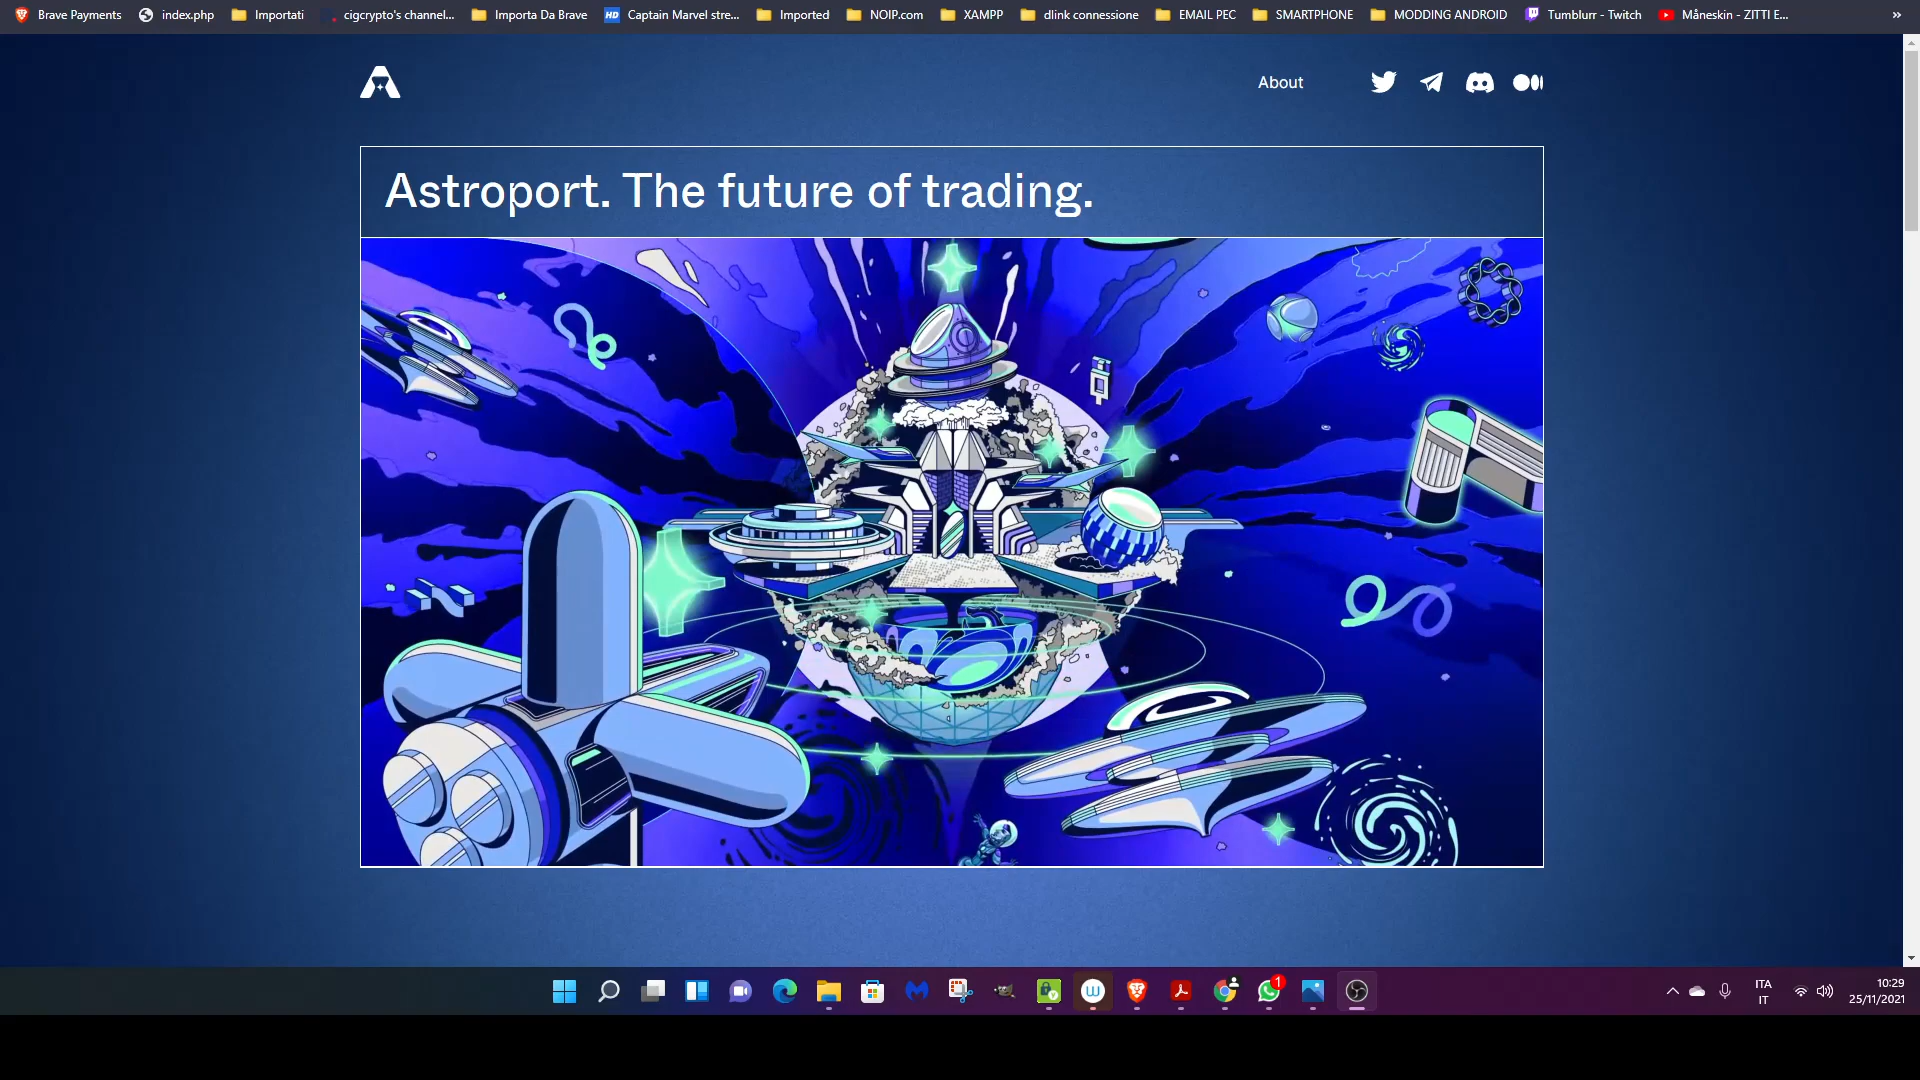 Brave Payments index.php Importati cigcrypto's channel... Importa Da Brave HD Captain Marvel stre... Imported NOIP.com XAMPP dlink connessione EMAIL PEC SMARTPHONE MODDING ANDROID Tumblurr - Twitch Måneskin - ZITTI E... »
About
Astroport. The future of trading.
1
ITA
IT
10:29
25/11/2021